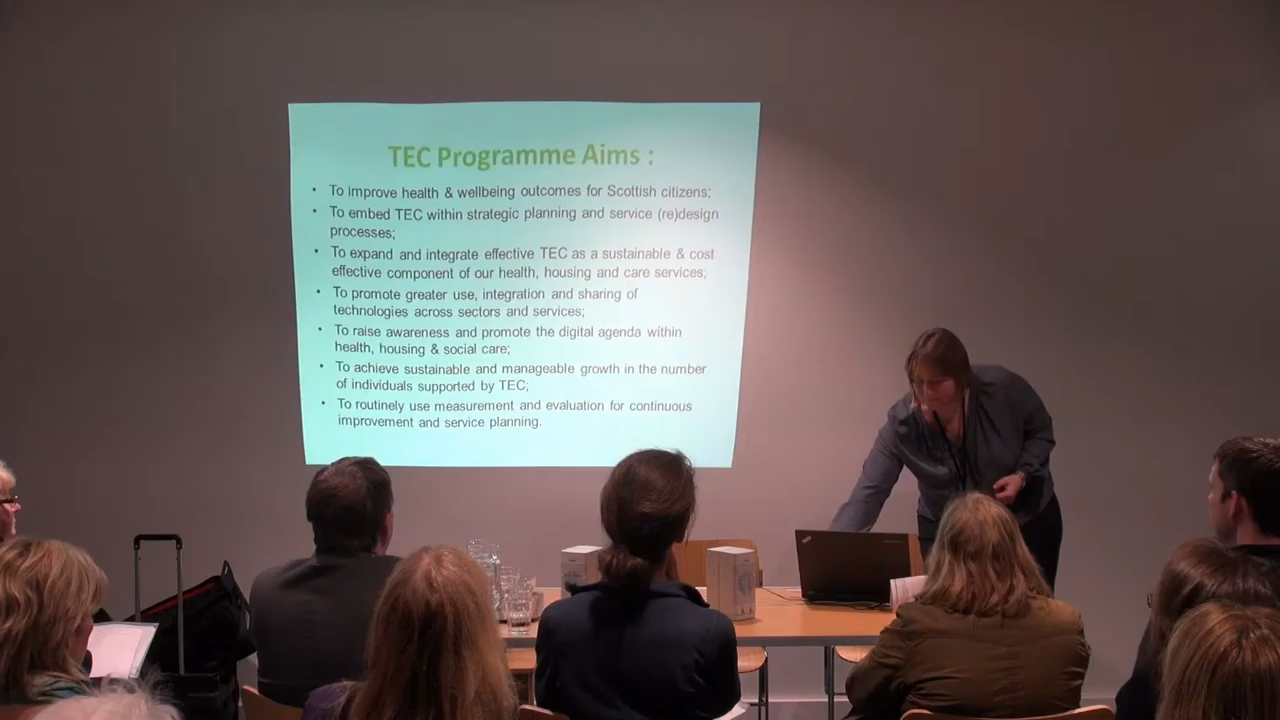 TEC Programme Aims :
• To improve health & wellbeing outcomes for Scottish citizens;
• To embed TEC within strategic planning and service (re)design
processes;
• To expand and integrate effective TEC as a sustainable & cost
effective component of our health, housing and care services;
• To promote greater use, integration and sharing of
technologies across sectors and services;
• To raise awareness and promote the digital agenda within
health, housing & social care;
• To achieve sustainable and manageable growth in the number
of individuals supported by TEC;
• To routinely use measurement and evaluation for continuous
improvement and service planning.